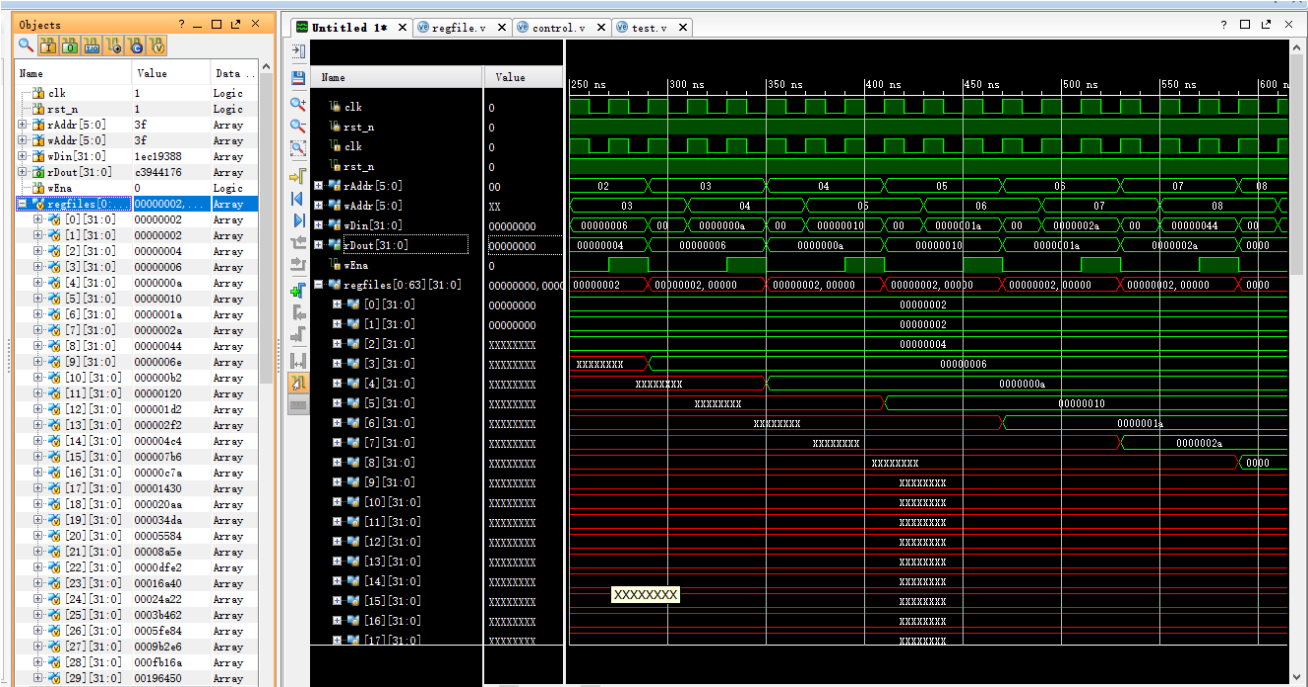 Objects
Name Value Data ..
clk 1 Logic
rst_n 1 Logic
rAddr[5:0] 3f Array
wAddr[5:0] 3f Array
wDin[31:0] 1ec19388 Array
rDout[31:0] c3944176 Array
wEna 0 Logic
regfiles[0:... 00000002,... Array
[0][31:0] 00000002 Array
[1][31:0] 00000002 Array
[2][31:0] 00000004 Array
[3][31:0] 00000006 Array
[4][31:0] 0000000a Array
[5][31:0] 00000010 Array
[6][31:0] 0000001a Array
[7][31:0] 0000002a Array
[8][31:0] 00000044 Array
[9][31:0] 0000006e Array
[10][31:0] 000000b2 Array
[11][31:0] 00000120 Array
[12][31:0] 000001d2 Array
[13][31:0] 000002f2 Array
[14][31:0] 000004c4 Array
[15][31:0] 000007b6 Array
[16][31:0] 00000c7a Array
[17][31:0] 00001430 Array
[18][31:0] 000020aa Array
[19][31:0] 000034da Array
[20][31:0] 00005584 Array
[21][31:0] 00008a5e Array
[22][31:0] 0000dfe2 Array
[23][31:0] 00016a40 Array
[24][31:0] 00024a22 Array
[25][31:0] 0003b462 Array
[26][31:0] 0005fe84 Array
[27][31:0] 0009b2e6 Array
[28][31:0] 000fb16a Array
[29][31:0] 00196450 Array
Untitled 1* regfile.v control.v test.v
Name Value 250 ns 300 ns 350 ns 400 ns 450 ns 500 ns 550 ns 600 n
clk 0
rst_n 0
clk 0
rst_n 0
rAddr[5:0] 00 02 03 04 05 06 07 08
wAddr[5:0] XX 03 04 05 06 07 08
wDin[31:0] 00000000 00000006 00 0000000a 00 00000010 00 0000001a 00 0000002a 00 00000044 00
rDout[31:0] 00000000 00000004 00000006 0000000a 00000010 0000001a 0000002a 0000
wEna 0
regfiles[0:63][31:0] 00000000,0000 00000002 00000002,00000 00000002,00000 00000002,00000 00000002,00000 00000002,00000 0000
[0][31:0] 00000000 00000002
[1][31:0] 00000000 00000002
[2][31:0] XXXXXXXX 00000004
[3][31:0] XXXXXXXX XXXXXXXX 00000006
[4][31:0] XXXXXXXX XXXXXXXX 0000000a
[5][31:0] XXXXXXXX XXXXXXXX 00000010
[6][31:0] XXXXXXXX XXXXXXXX 0000001a
[7][31:0] XXXXXXXX XXXXXXXX 0000002a
[8][31:0] XXXXXXXX XXXXXXXX 0000
[9][31:0] XXXXXXXX XXXXXXXX
[10][31:0] XXXXXXXX XXXXXXXX
[11][31:0] XXXXXXXX XXXXXXXX
[12][31:0] XXXXXXXX XXXXXXXX
[13][31:0] XXXXXXXX XXXXXXXX
[14][31:0] XXXXXXXX XXXXXXXX
XXXXXXXX
[15][31:0] XXXXXXXX XXXXXXXX
[16][31:0] XXXXXXXX XXXXXXXX
[17][31:0] XXXXXXXX XXXXXXXX